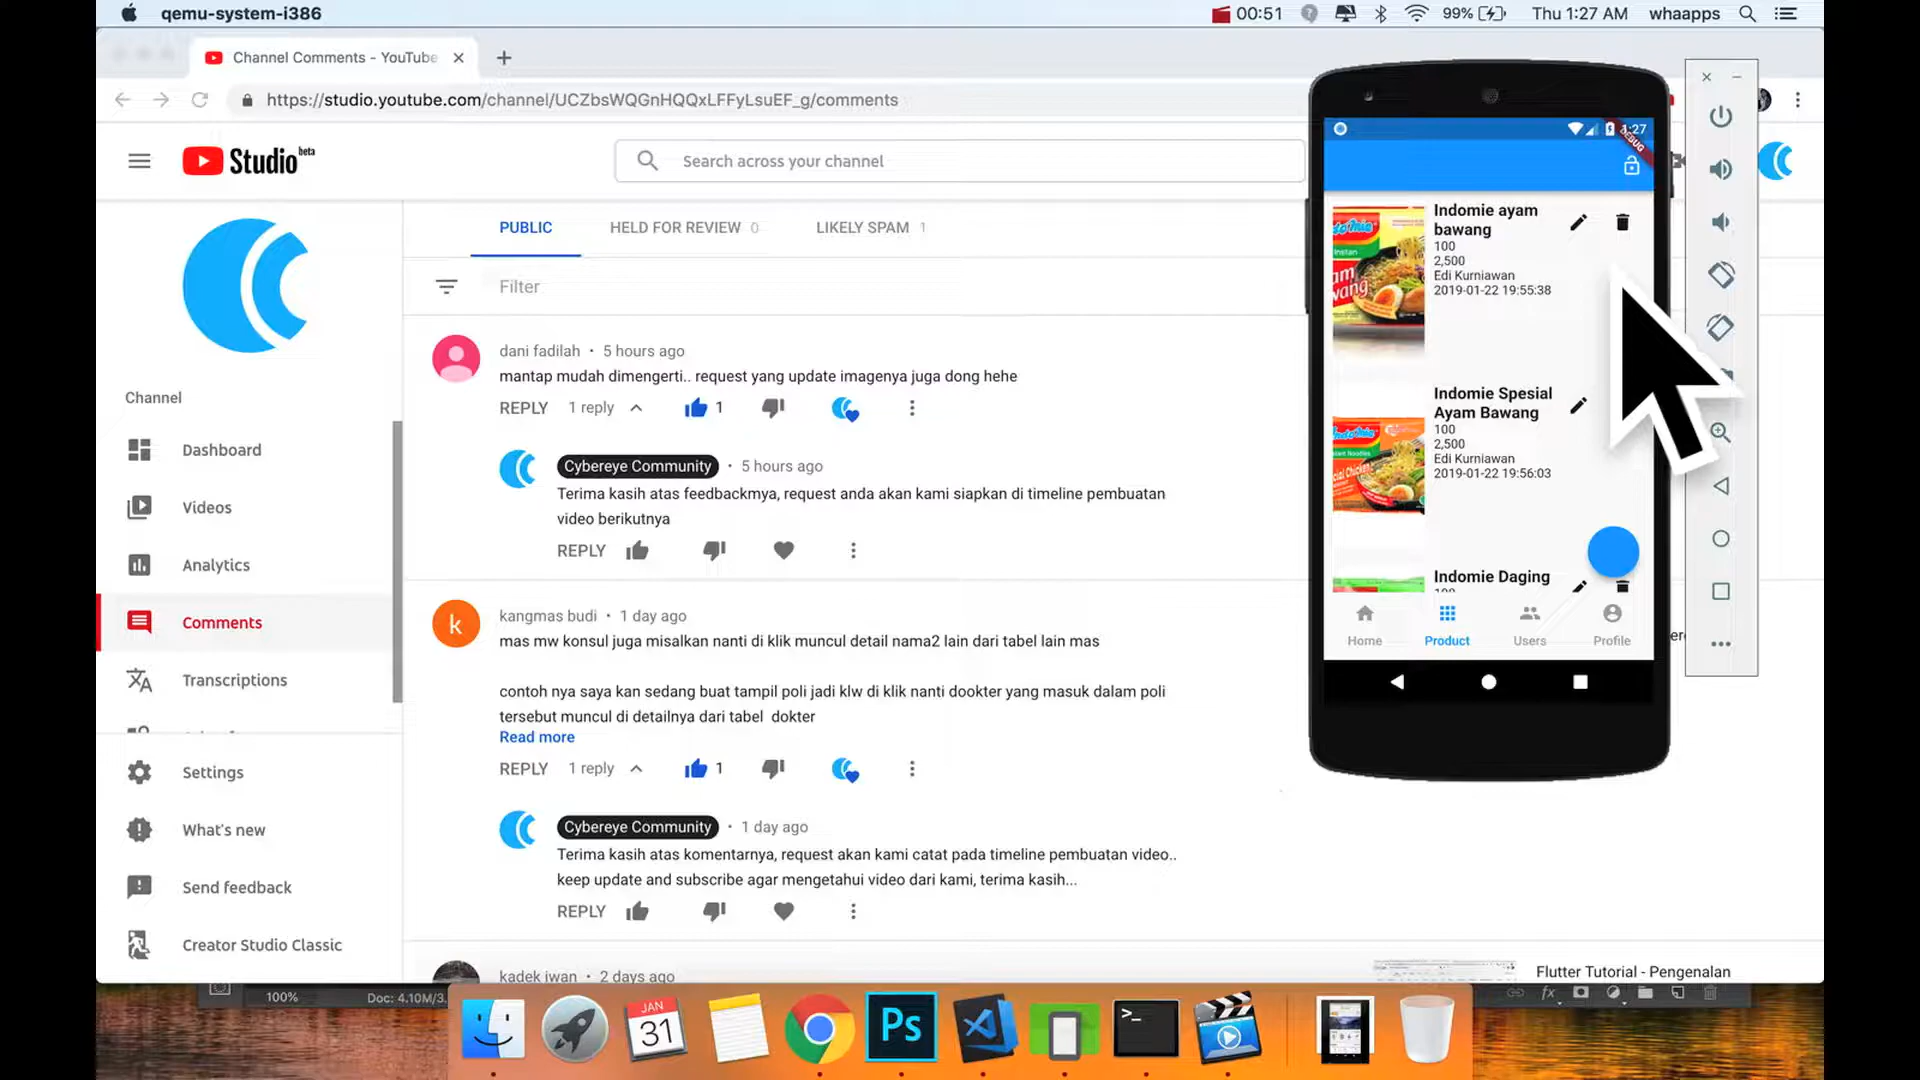 qemu-system-i386
00:51
99%
Thu 1:27 AM
whaapps
Channel Comments - YouTube
https://studio.youtube.com/channel/UCZbsWQGnHQQxLFFyLsuEF_g/comments
Studio beta
Search across your channel
PUBLIC
HELD FOR REVIEW 0
LIKELY SPAM 1
Filter
Channel
Dashboard
Videos
Analytics
Comments
Transcriptions
Settings
What's new
Send feedback
Creator Studio Classic
dani fadilah • 5 hours ago
mantap mudah dimengerti.. request yang update imagenya juga dong hehe
REPLY 1 reply 1
Cybereye Community • 5 hours ago
Terima kasih atas feedbackmya, request anda akan kami siapkan di timeline pembuatan
video berikutnya
REPLY
k
kangmas budi • 1 day ago
mas mw konsul juga misalkan nanti di klik muncul detail nama2 lain dari tabel lain mas
contoh nya saya kan sedang buat tampil poli jadi klw di klik nanti dookter yang masuk dalam poli
tersebut muncul di detailnya dari tabel dokter
Read more
REPLY 1 reply 1
Cybereye Community • 1 day ago
Terima kasih atas komentarnya, request akan kami catat pada timeline pembuatan video..
keep update and subscribe agar mengetahui video dari kami, terima kasih...
REPLY
kadek iwan • 2 days ago
Flutter Tutorial - Pengenalan
1:27
DEBUG
Indomie ayam
bawang
100
2,500
Edi Kurniawan
2019-01-22 19:55:38
Indomie Spesial
Ayam Bawang
100
2,500
Edi Kurniawan
2019-01-22 19:56:03
Indomie Daging
Home
Product
Users
Profile
100%
Doc: 4.10M/3.
fx
JAN
31
Ps
>_